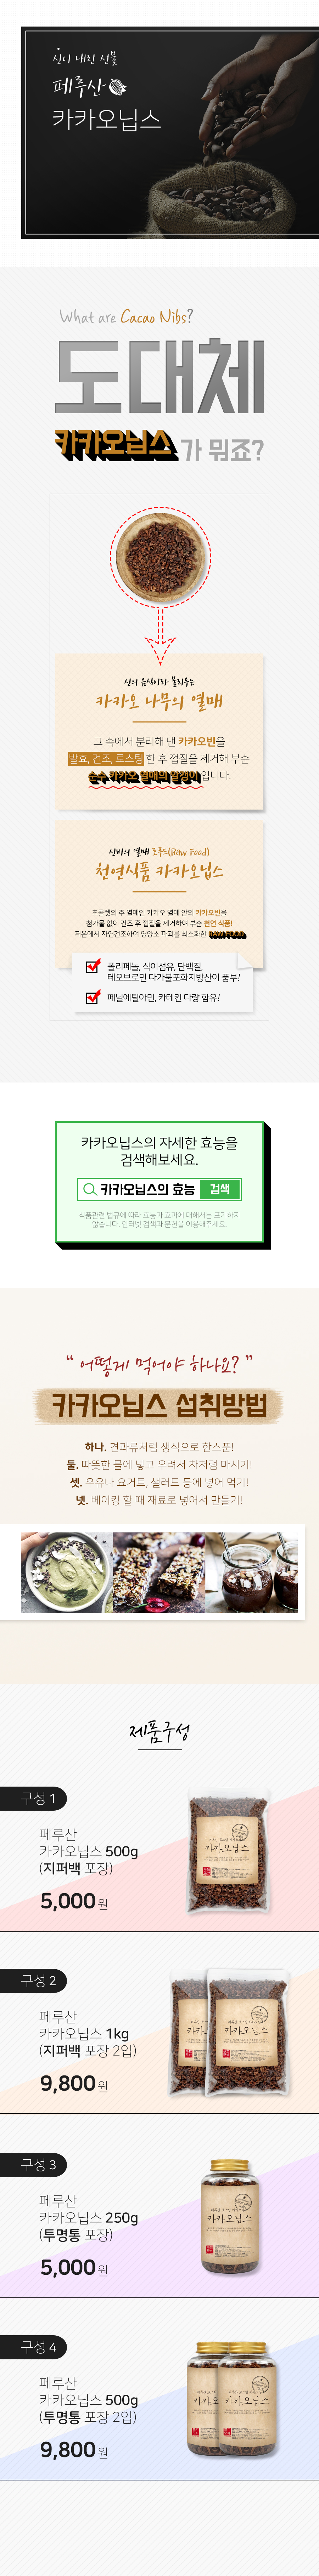 신이 내린 선물
페루산
카카오닙스
What are Cacao Nibs?
도대체
카카오닙스가 뭐죠?
신의 음식이라 불리우는
카카오 나무의 열매
그 속에서 분리해 낸 카카오빈을
발효, 건조, 로스팅 한 후 껍질을 제거해 부순
순수 카카오 열매의 알갱이 입니다.
신비의 열매 로푸드(Raw Food)
천연식품 카카오닙스
초콜렛의 주 열매인 카카오 열매 안의 카카오빈을
첨가물 없이 건조 후 껍질을 제거하여 부순 천연 식품!
저온에서 자연건조하여 영양소 파괴를 최소화한 RAW FOOD
폴리페놀, 식이섬유, 단백질,
테오브로민 다가불포화지방산이 풍부!
페닐에틸아민, 카테킨 다량 함유!
카카오닙스의 자세한 효능을
검색해보세요.
카카오닙스의 효능 검색
식품관련 법규에 따라 효능과 효과에 대해서는 표기하지
않습니다. 인터넷 검색과 문헌을 이용해주세요.
“ 어떻게 먹어야 하나요? ”
카카오닙스 섭취방법
하나. 견과류처럼 생식으로 한스푼!
둘. 따뜻한 물에 넣고 우려서 차처럼 마시기!
셋. 우유나 요거트, 샐러드 등에 넣어 먹기!
넷. 베이킹 할 때 재료로 넣어서 만들기!
제품구성
구성 1
페루산
카카오닙스 500g
(지퍼백 포장)
5,000원
카카오닙스
구성 2
페루산
카카오닙스 1kg
(지퍼백 포장 2입)
9,800원
카카오닙스
구성 3
페루산
카카오닙스 250g
(투명통 포장)
5,000원
카카오닙스
구성 4
페루산
카카오닙스 500g
(투명통 포장 2입)
9,800원
카카오닙스